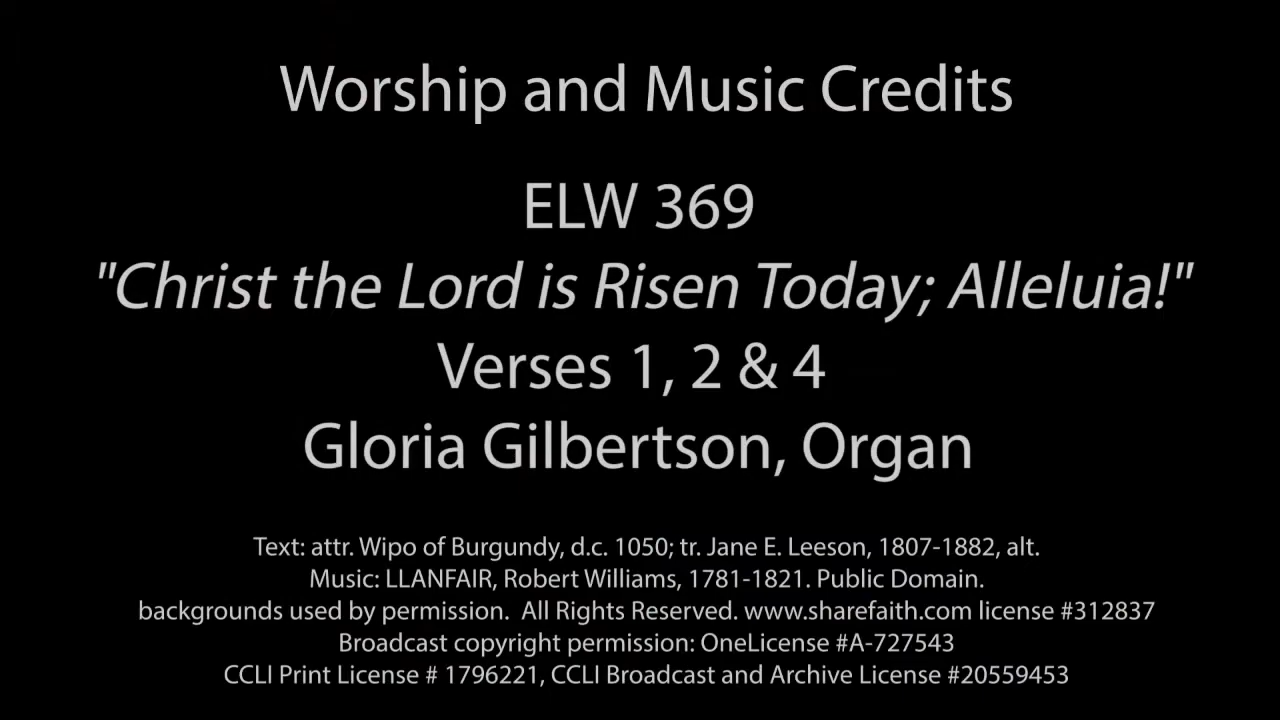 Worship and Music Credits
ELW 369
"Christ the Lord is Risen Today; Alleluia!"
Verses 1, 2 & 4
Gloria Gilbertson, Organ
Text: attr. Wipo of Burgundy, d.c. 1050; tr. Jane E. Leeson, 1807-1882, alt.
Music: LLANFAIR, Robert Williams, 1781-1821. Public Domain.
backgrounds used by permission.  All Rights Reserved. www.sharefaith.com license #312837
Broadcast copyright permission: OneLicense #A-727543
CCLI Print License # 1796221, CCLI Broadcast and Archive License #20559453